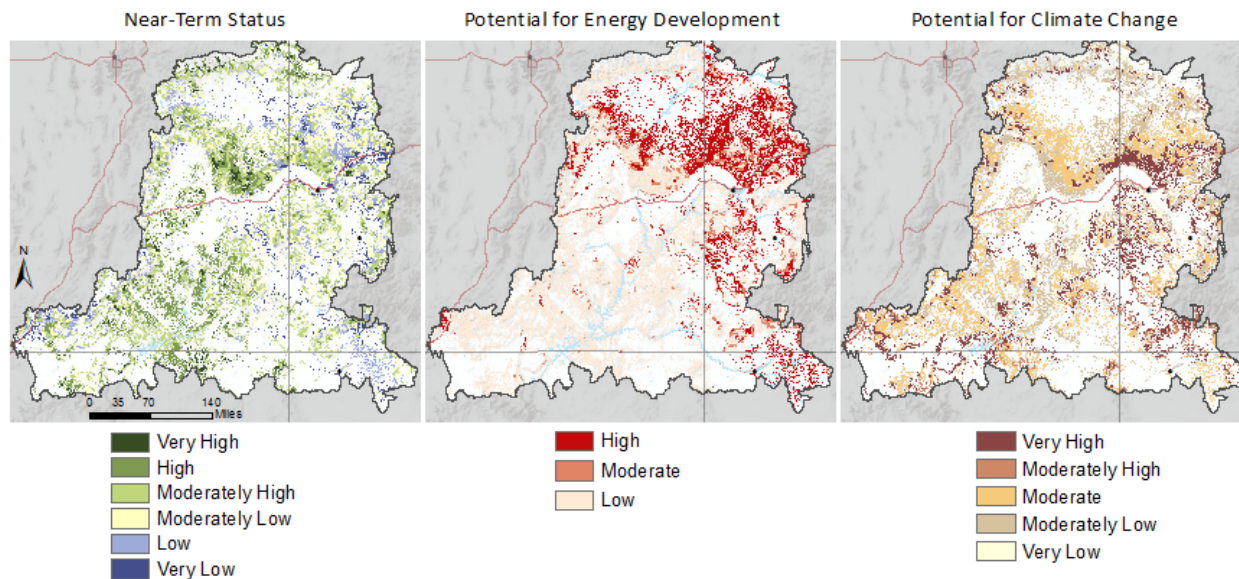 Near-Term Status
Potential for Energy Development
Potential for Climate Change
N
0 35 70 140
Miles
Very High
High
Moderately High
Moderately Low
Low
Very Low
High
Moderate
Low
Very High
Moderately High
Moderate
Moderately Low
Very Low